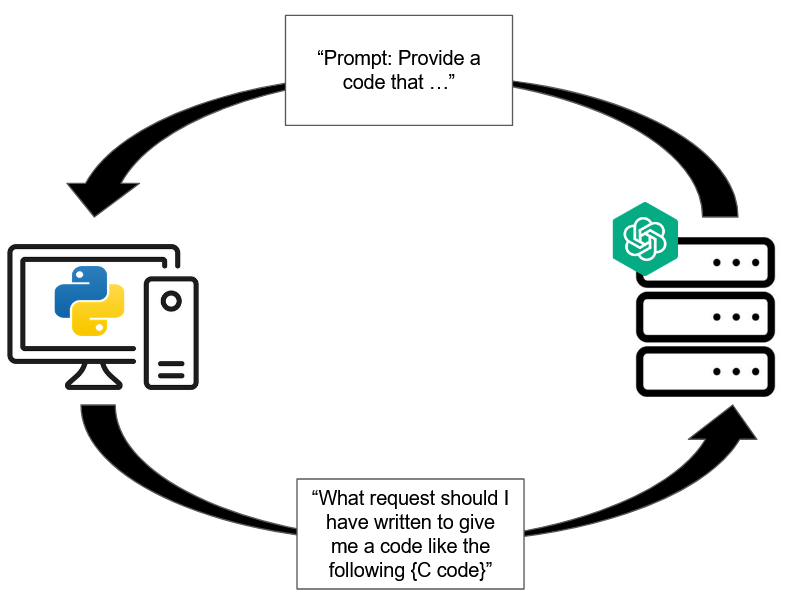 “Prompt: Provide a
code that …”
“What request should I
have written to give
me a code like the
following {C code}”